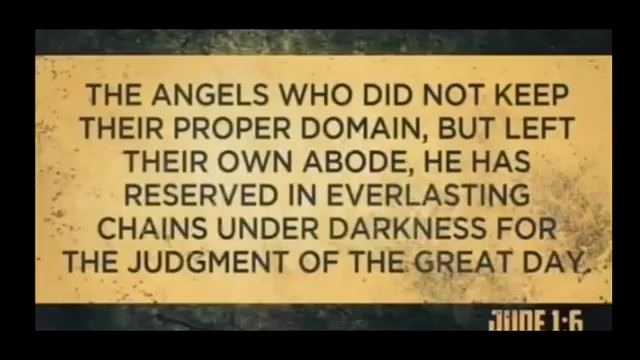 THE ANGELS WHO DID NOT KEEP
THEIR PROPER DOMAIN, BUT LEFT
THEIR OWN ABODE, HE HAS
RESERVED IN EVERLASTING
CHAINS UNDER DARKNESS FOR
THE JUDGMENT OF THE GREAT DAY.
JUDE 1:6